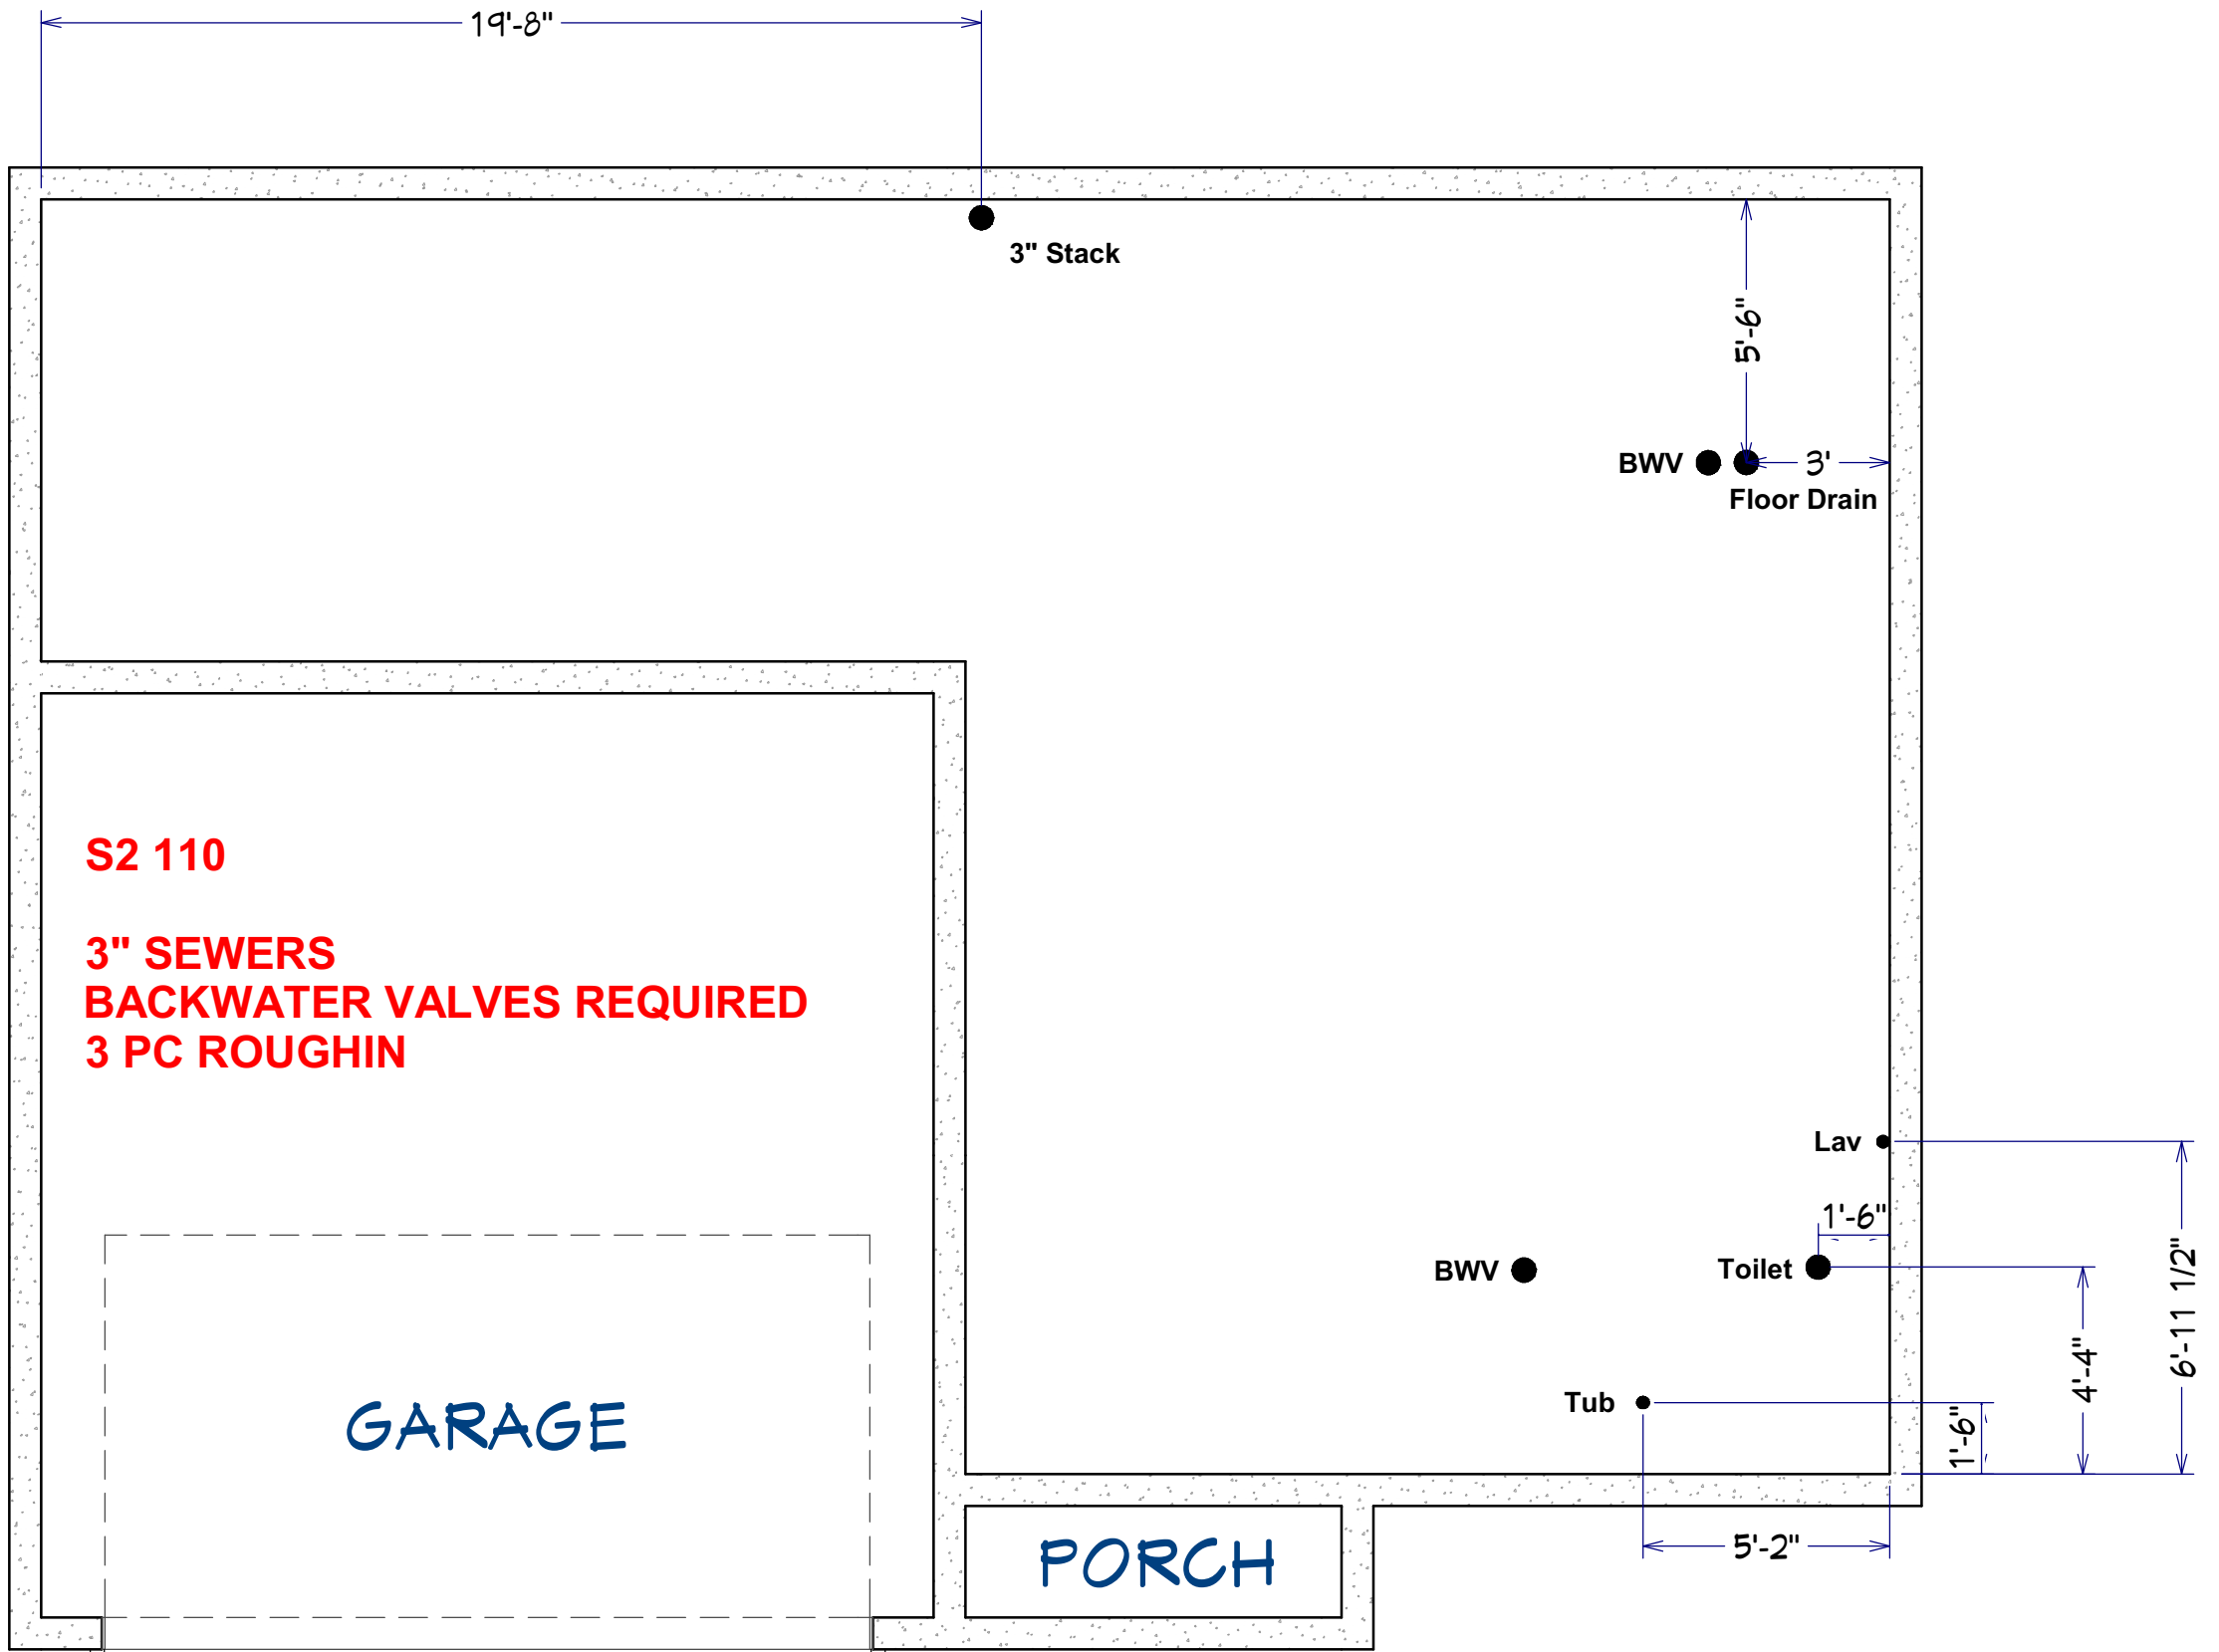 19'-8"
3" Stack
5'-6"
BWV
3'
Floor Drain
S2 110
3" SEWERS
BACKWATER VALVES REQUIRED
3 PC ROUGHIN
Lav
1'-6"
BWV
Toilet
6'-11 1/2"
4'-4"
Tub
1'-6"
GARAGE
5'-2"
PORCH